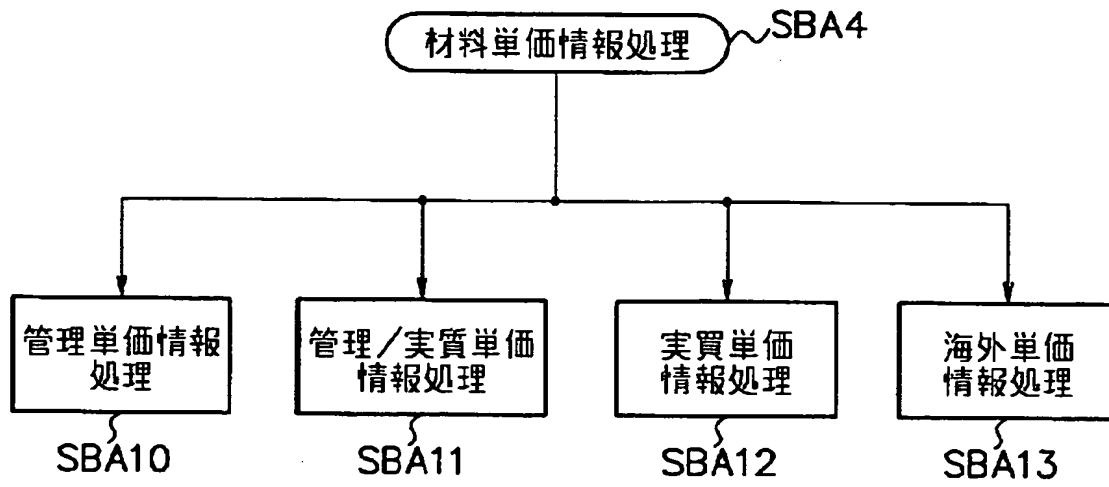 材料単価情報処理
SBA4
管理単価情報
処理
管理／実質単価
情報処理
実買単価
情報処理
海外単価
情報処理
SBA10
SBA11
SBA12
SBA13